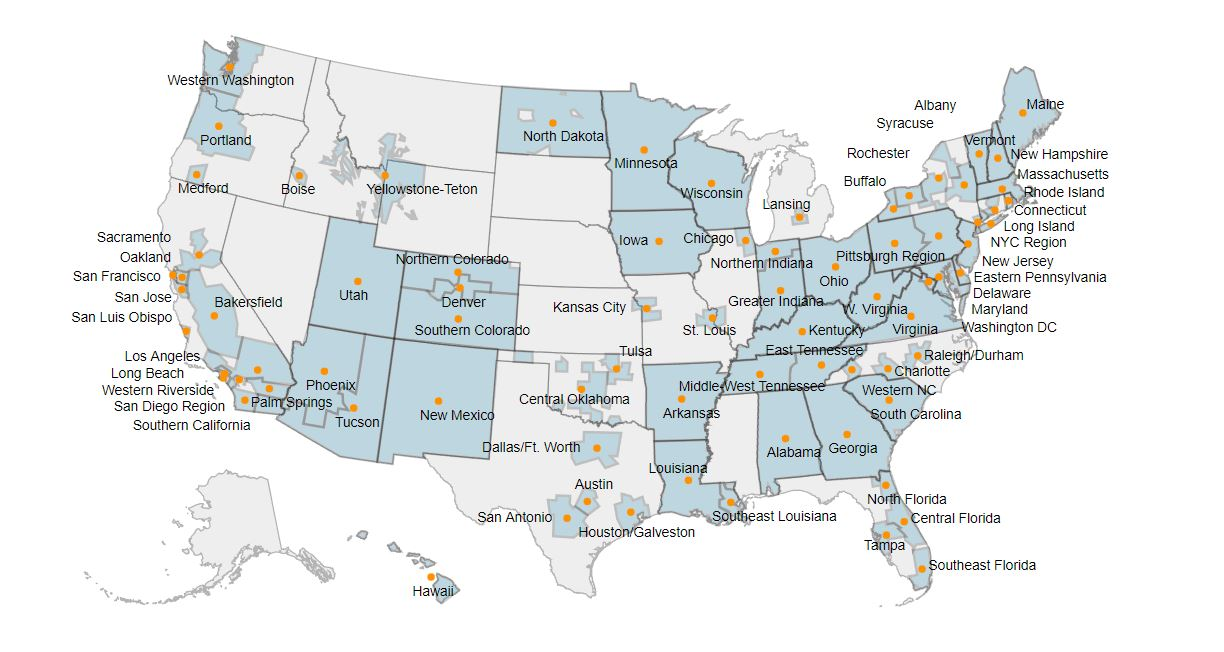 Albany
Maine
Syracuse
Western Washington
North Dakota
Portland
Vermont
Rochester
New Hampshire
Minnesota
Massachusetts
Buffalo
Medford
Boise
Yellowstone-Teton
Wisconsin
Rhode Island
Lansing
Connecticut
Long Island
Sacramento
Iowa
Chicago
NYC Region
Oakland
Northern Colorado
Pittsburgh Region
New Jersey
Northern Indiana
San Francisco
Eastern Pennsylvania
Ohio
San Jose
Utah
Delaware
Bakersfield
Denver
Greater Indiana
Kansas City
W. Virginia
Maryland
San Luis Obispo
Southern Colorado
St. Louis
Kentucky
Virginia
Washington DC
Tulsa
East Tennessee
Los Angeles
Raleigh/Durham
Long Beach
Charlotte
Phoenix
Middle-West Tennessee
Western Riverside
Western NC
Palm Springs
Central Oklahoma
San Diego Region
New Mexico
Arkansas
South Carolina
Tucson
Southern California
Dallas/Ft. Worth
Alabama
Georgia
Louisiana
Austin
North Florida
San Antonio
Southeast Louisiana
Central Florida
Houston/Galveston
Tampa
Southeast Florida
Hawaii